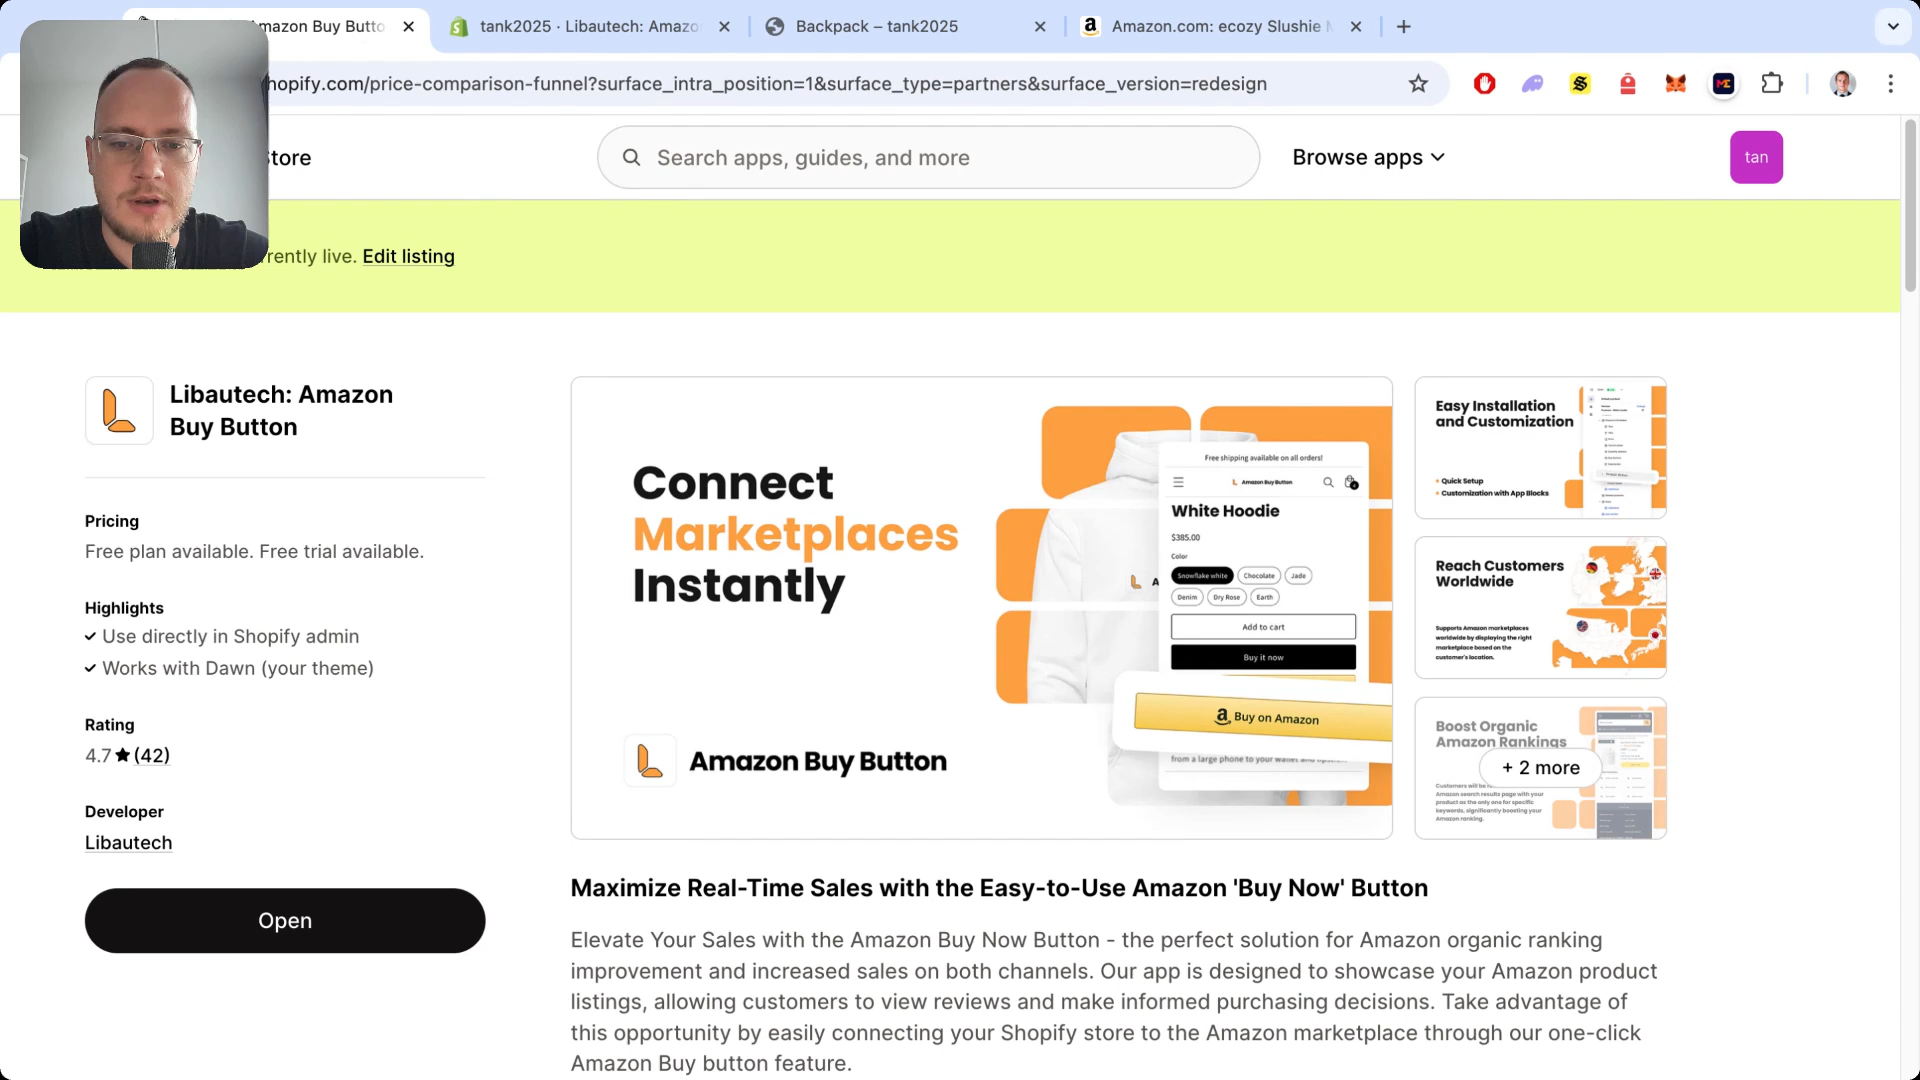 mazon Buy Butto
tank2025 · Libautech: Amazo
Backpack – tank2025
Amazon.com: ecozy Slushie M
hopify.com/price-comparison-funnel?surface_intra_position=1&surface_type=partners&surface_version=redesign
tore
Search apps, guides, and more
Browse apps
tan
rently live. Edit listing
Libautech: Amazon
Buy Button
Pricing
Free plan available. Free trial available.
Highlights
Use directly in Shopify admin
Works with Dawn (your theme)
Rating
4.7 ★ (42)
Developer
Libautech
Open
Connect
Marketplaces
Instantly
Amazon Buy Button
Free shipping available on all orders!
Amazon Buy Button
White Hoodie
$385.00
Color
Snowflake white
Chocolate
Jade
Denim
Dry Rose
Earth
Add to cart
Buy it now
Buy on Amazon
Easy Installation
and Customization
Quick Setup
Customization with App Blocks
Reach Customers
Worldwide
Supports Amazon marketplaces
worldwide by displaying the right
marketplace based on the
customer's location.
Boost Organic
Amazon Rankings
+ 2 more
Amazon search results page with your
product as the only one for specific
keywords, significantly boosting your
Amazon ranking.
Maximize Real-Time Sales with the Easy-to-Use Amazon 'Buy Now' Button
Elevate Your Sales with the Amazon Buy Now Button - the perfect solution for Amazon organic ranking
improvement and increased sales on both channels. Our app is designed to showcase your Amazon product
listings, allowing customers to view reviews and make informed purchasing decisions. Take advantage of
this opportunity by easily connecting your Shopify store to the Amazon marketplace through our one-click
Amazon Buy button feature.